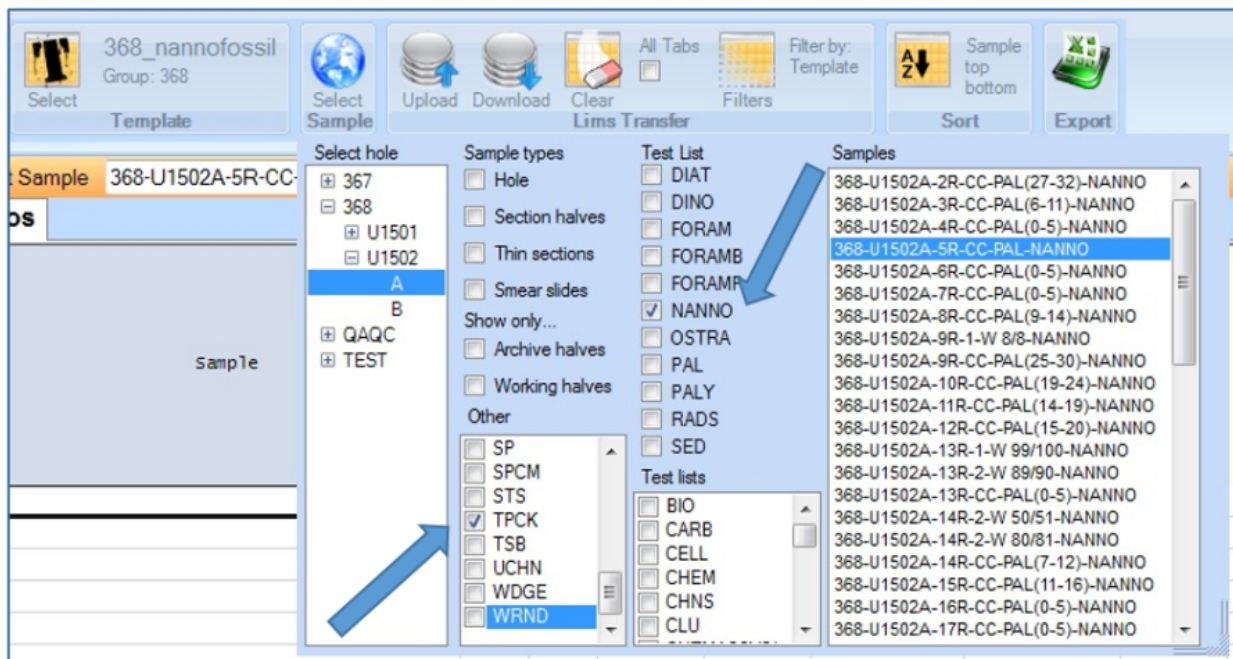 368_nannofossil
Group: 368
Select
Template
Select
Sample
Upload
Download
Clear
All Tabs
Filter by:
Template
Filters
Lims Transfer
Sample
top
bottom
Sort
Export
Sample 368-U1502A-5R-CC-
os
Sample
Select hole
367
368
U1501
U1502
A
B
QAQC
TEST
Sample types
Hole
Section halves
Thin sections
Smear slides
Show only...
Archive halves
Working halves
Other
SP
SPCM
STS
TPCK
TSB
UCHN
WDGE
WRND
Test List
DIAT
DINO
FORAM
FORAMB
NANNO
OSTRA
PAL
PALY
RADS
SED
Test lists
BIO
CARB
CELL
CHEM
CHNS
CLU
Samples
368-U1502A-2R-CC-PAL(27-32)-NANNO
368-U1502A-3R-CC-PAL(6-11)-NANNO
368-U1502A-4R-CC-PAL(0-5)-NANNO
368-U1502A-5R-CC-PAL-NANNO
368-U1502A-6R-CC-PAL(0-5)-NANNO
368-U1502A-7R-CC-PAL(0-5)-NANNO
368-U1502A-8R-CC-PAL(9-14)-NANNO
368-U1502A-9R-1-W 8/8-NANNO
368-U1502A-9R-CC-PAL(25-30)-NANNO
368-U1502A-10R-CC-PAL(19-24)-NANNO
368-U1502A-11R-CC-PAL(14-19)-NANNO
368-U1502A-12R-CC-PAL(15-20)-NANNO
368-U1502A-13R-1-W 99/100-NANNO
368-U1502A-13R-2-W 89/90-NANNO
368-U1502A-13R-CC-PAL(0-5)-NANNO
368-U1502A-14R-2-W 50/51-NANNO
368-U1502A-14R-2-W 80/81-NANNO
368-U1502A-14R-CC-PAL(7-12)-NANNO
368-U1502A-15R-CC-PAL(11-16)-NANNO
368-U1502A-16R-CC-PAL(0-5)-NANNO
368-U1502A-17R-CC-PAL(0-5)-NANNO